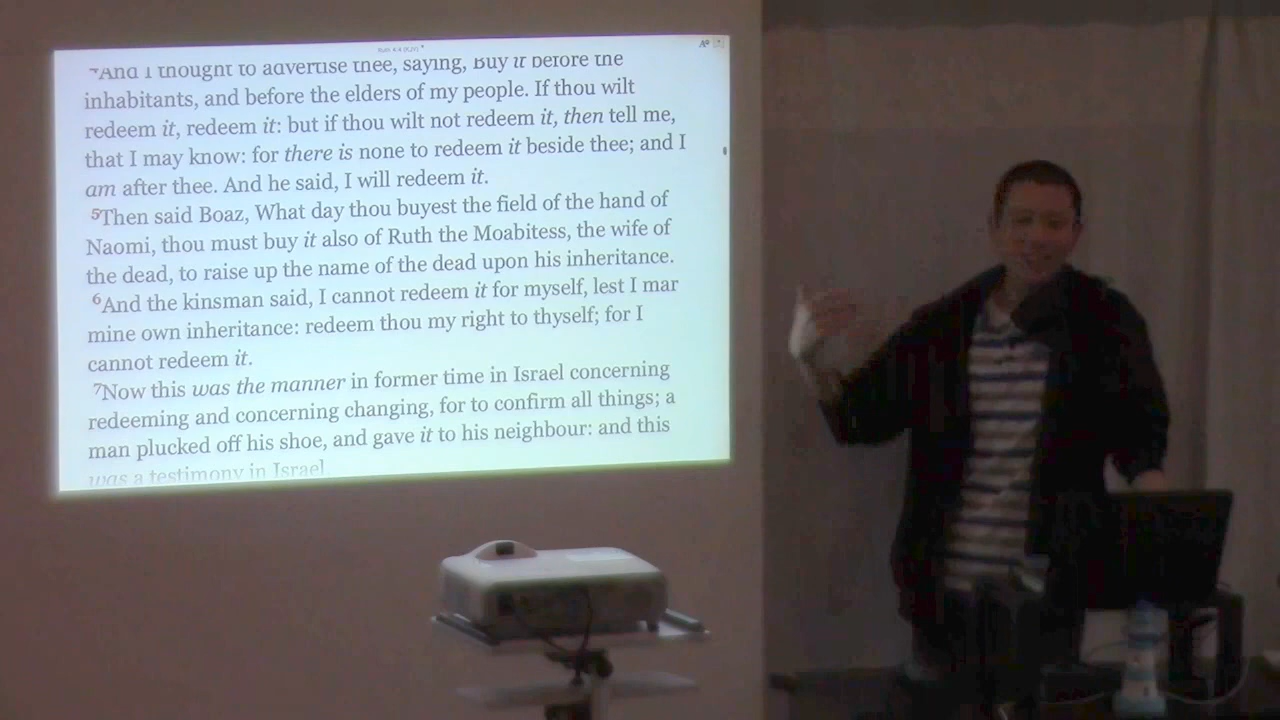 ⁴And I thought to advertise thee, saying, Buy it before the
inhabitants, and before the elders of my people. If thou wilt
redeem it, redeem it: but if thou wilt not redeem it, then tell me,
that I may know: for there is none to redeem it beside thee; and I
am after thee. And he said, I will redeem it.
⁵Then said Boaz, What day thou buyest the field of the hand of
Naomi, thou must buy it also of Ruth the Moabitess, the wife of
the dead, to raise up the name of the dead upon his inheritance.
⁶And the kinsman said, I cannot redeem it for myself, lest I mar
mine own inheritance: redeem thou my right to thyself; for I
cannot redeem it.
⁷Now this was the manner in former time in Israel concerning
redeeming and concerning changing, for to confirm all things; a
man plucked off his shoe, and gave it to his neighbour: and this
was a testimony in Israel